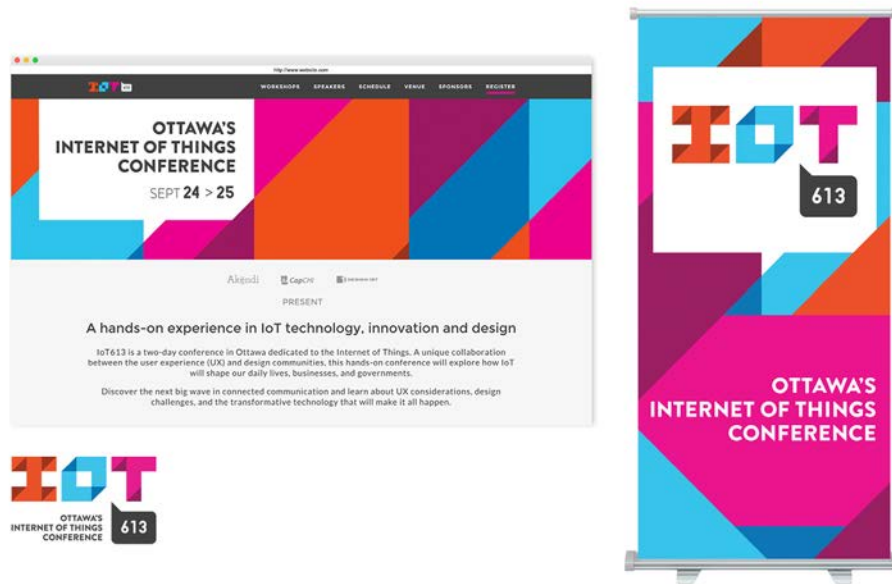 http://www.website.com
IOT 613
WORKSHOPS SPEAKERS SCHEDULE VENUE SPONSORS REGISTER
OTTAWA'S
INTERNET OF THINGS
CONFERENCE
SEPT 24 > 25
Akendi CapCHI
PRESENT
A hands-on experience in IoT technology, innovation and design
IoT613 is a two-day conference in Ottawa dedicated to the Internet of Things. A unique collaboration
between the user experience (UX) and design communities, this hands-on conference will explore how IoT
will shape our daily lives, businesses, and governments.
Discover the next big wave in connected communication and learn about UX considerations, design
challenges, and the transformative technology that will make it all happen.
IOT
OTTAWA'S
INTERNET OF THINGS
CONFERENCE
613
IOT
613
OTTAWA'S
INTERNET OF THINGS
CONFERENCE